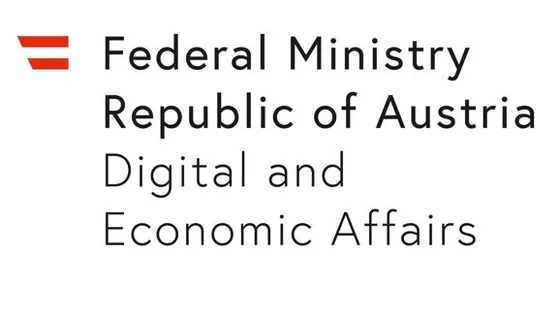 Federal Ministry
Republic of Austria
Digital and
Economic Affairs